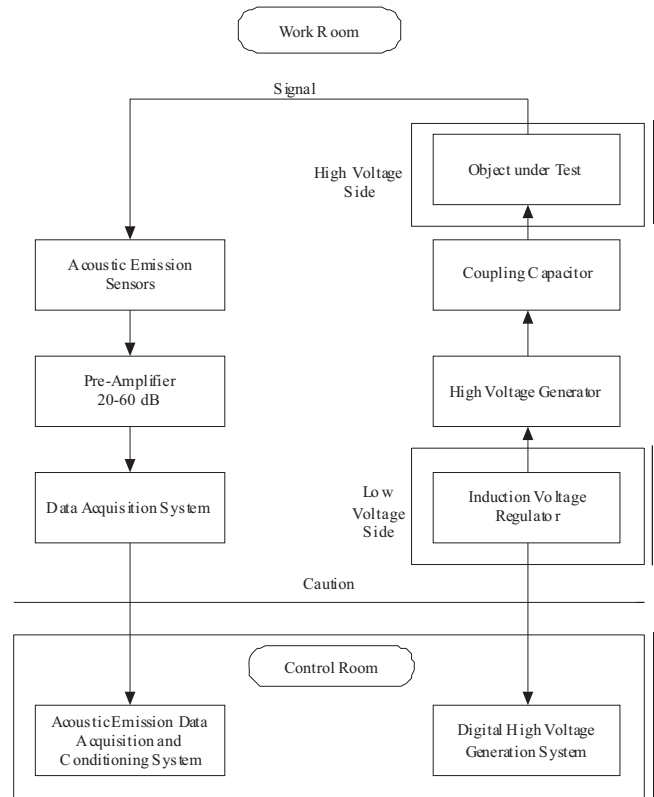 Work Room
Signal
High Voltage
Side
Object under Test
Acoustic Emission
Sensors
Coupling Capacitor
Pre-Amplifier
20-60 dB
High Voltage Generator
Data Acquisition System
Low
Voltage
Side
Induction Voltage
Regulator
Caution
Control Room
Acoustic Emission Data
Acquisition and
Conditioning System
Digital High Voltage
Generation System